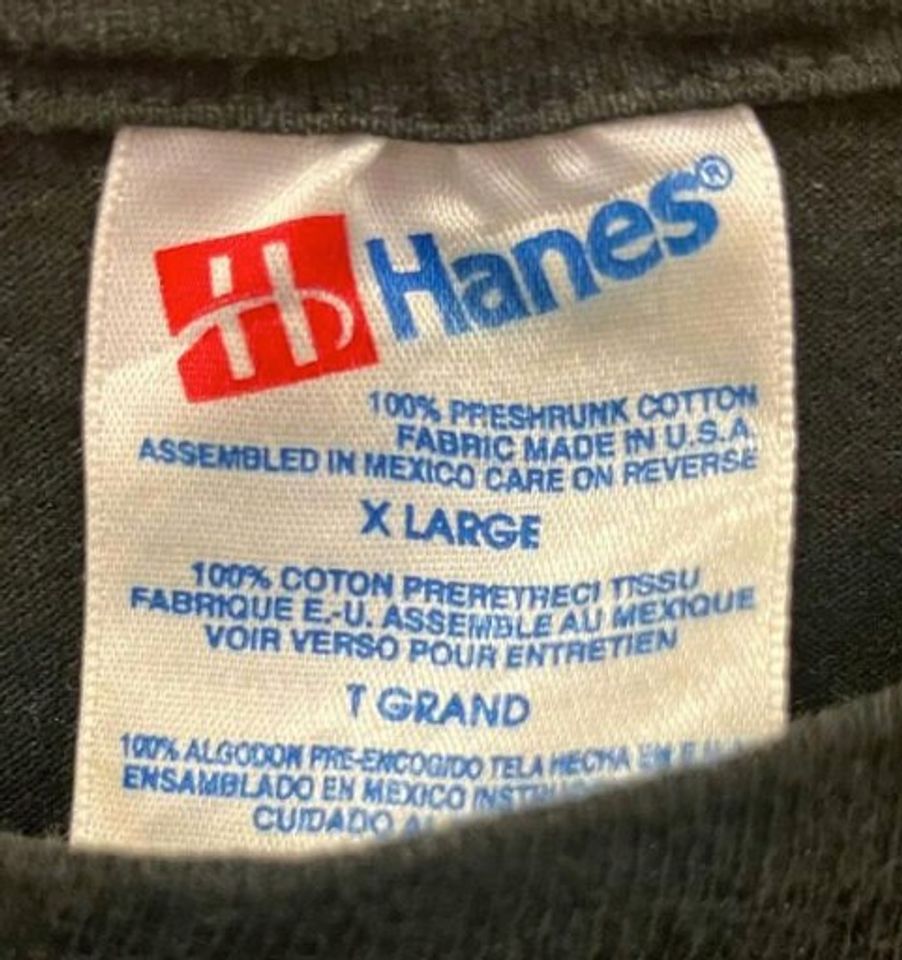 H Hanes®
100% PRESHRUNK COTTON
FABRIC MADE IN U.S.A.
ASSEMBLED IN MEXICO CARE ON REVERSE
X LARGE
100% COTON PRERETRECI TISSU
FABRIQUE E.-U. ASSEMBLE AU MEXIQUE
VOIR VERSO POUR ENTRETIEN
T GRAND
100% ALGODON PRE-ENCOGIDO TELA HECHA EN
ENSAMBLADO EN MEXICO
CUIDADO